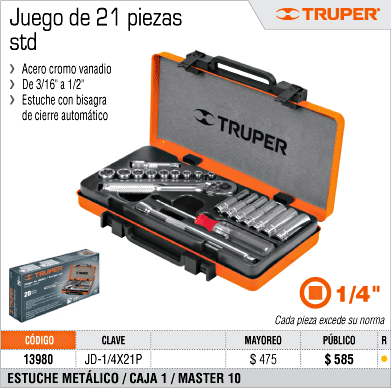 Juego de 21 piezas
std
TRUPER®
› Acero cromo vanadio
› De 3/16" a 1/2"
› Estuche con bisagra
de cierre automático
TRUPER
TRUPER
20
1/4"
Cada pieza excede su norma
CÓDIGO CLAVE MAYOREO PÚBLICO R
13980 JD-1/4X21P $ 475 $ 585
ESTUCHE METÁLICO / CAJA 1 / MASTER 10